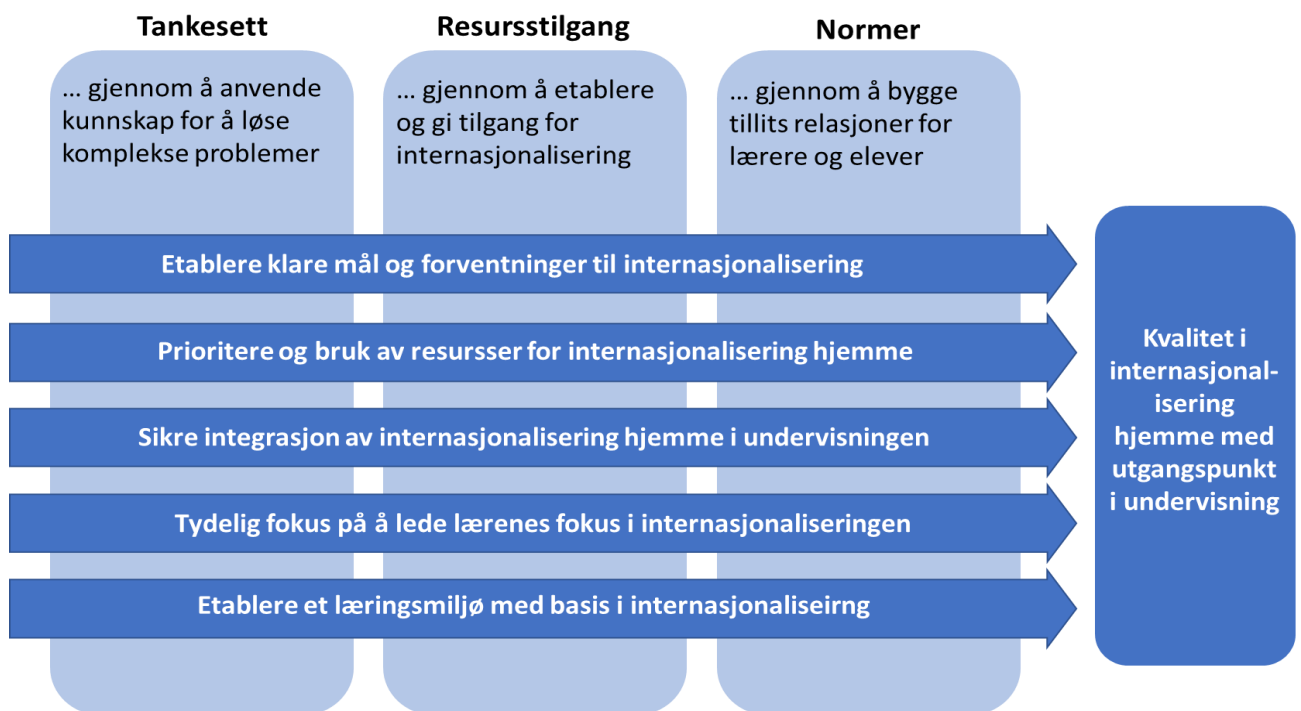 Tankesett
... gjennom å anvende
kunnskap for å løse
komplekse problemer
Resursstilgang
... gjennom å etablere
og gi tilgang for
internasjonalisering
Normer
... gjennom å bygge
tillits relasjoner for
lærere og elever
Etablere klare mål og forventninger til internasjonalisering
Prioritere og bruk av resursser for internasjonalisering hjemme
Sikre integrasjon av internasjonalisering hjemme i undervisningen
Tydelig fokus på å lede lærenes fokus i internasjonaliseringen
Etablere et læringsmiljø med basis i internasjonaliseirng
Kvalitet i
internasjonal-
isering
hjemme med
utgangspunkt
i undervisning